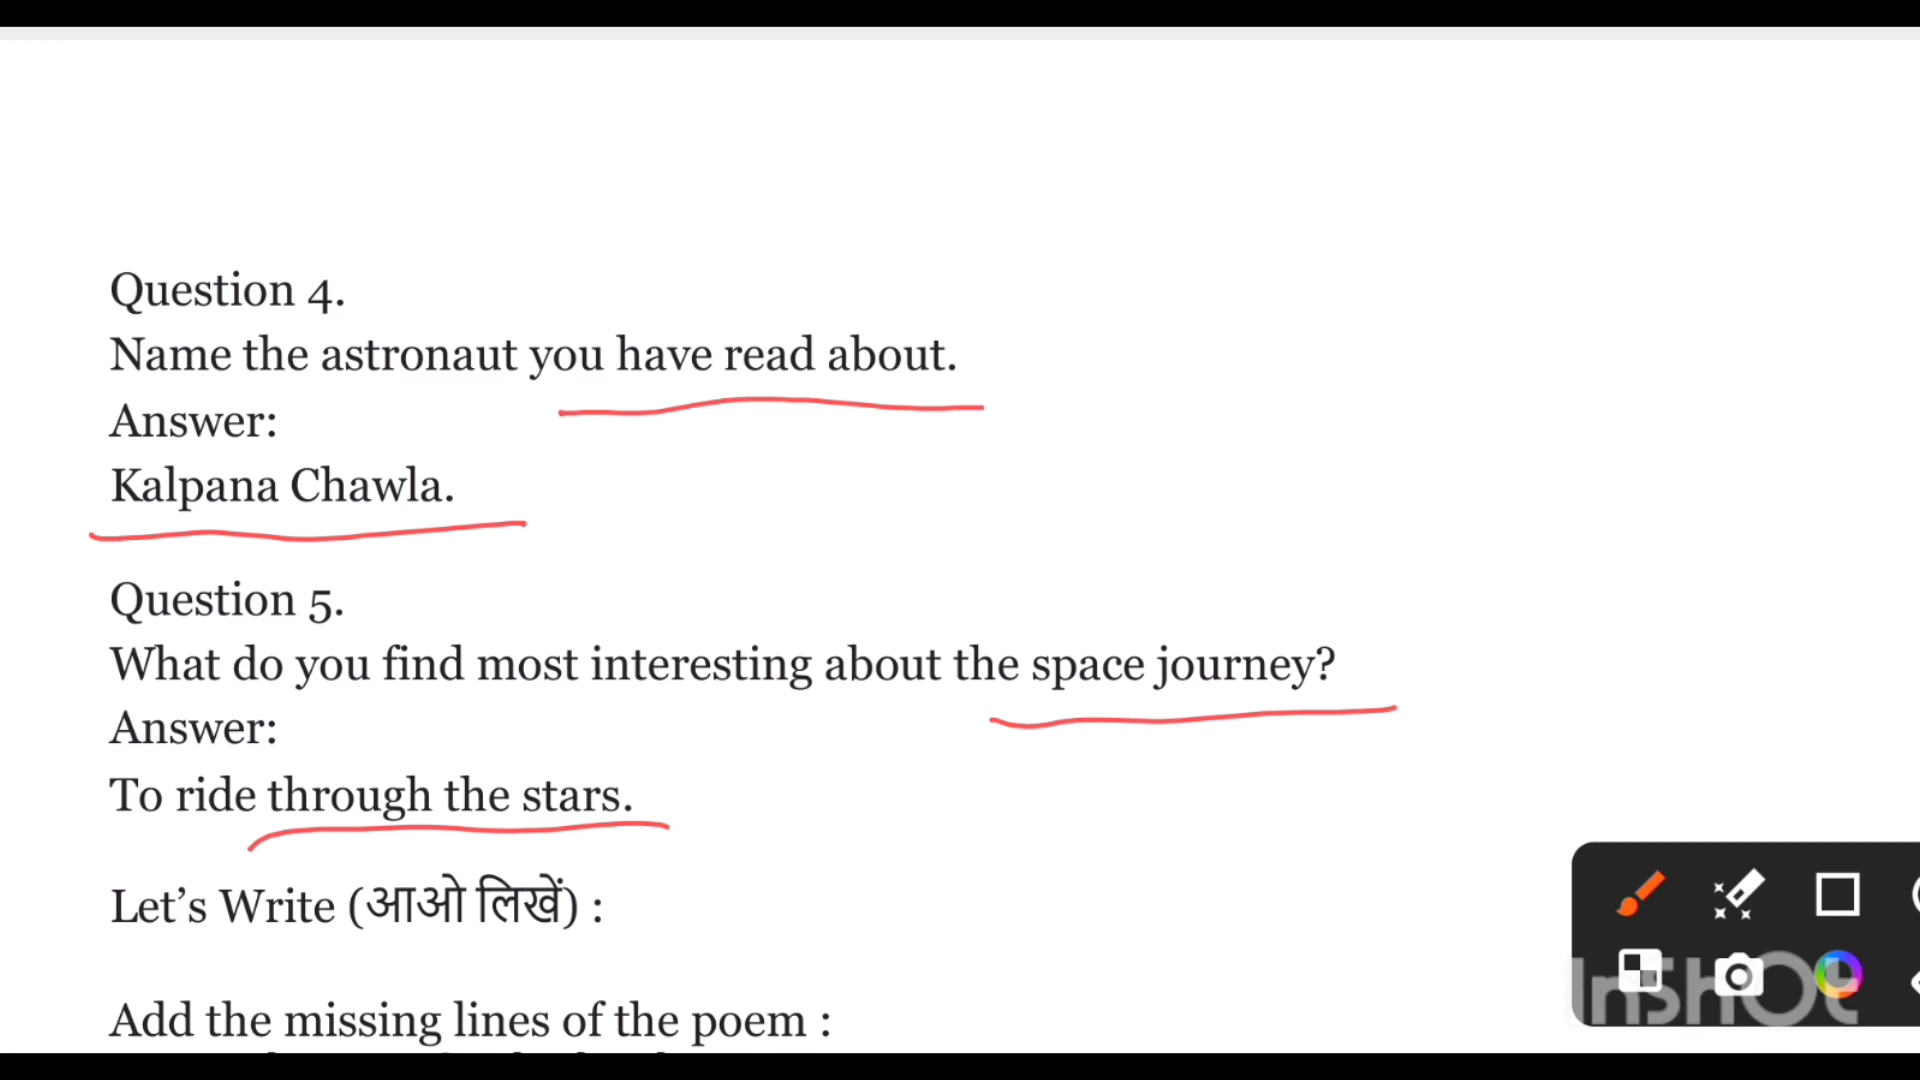 Question 4.
Name the astronaut you have read about.
Answer:
Kalpana Chawla.
Question 5.
What do you find most interesting about the space journey?
Answer:
To ride through the stars.
Let’s Write (आओ लिखें) :
Add the missing lines of the poem :
InShOt